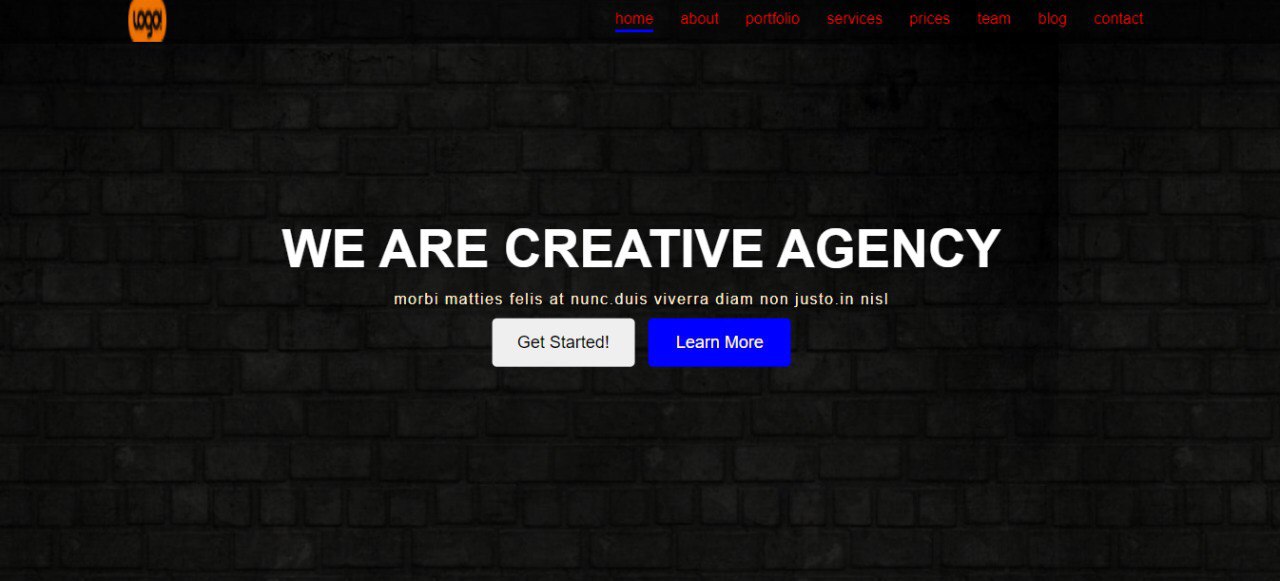 Logo!
home about portfolio services prices team blog contact
WE ARE CREATIVE AGENCY
morbi matties felis at nunc.duis viverra diam non justo.in nisl
Get Started! Learn More